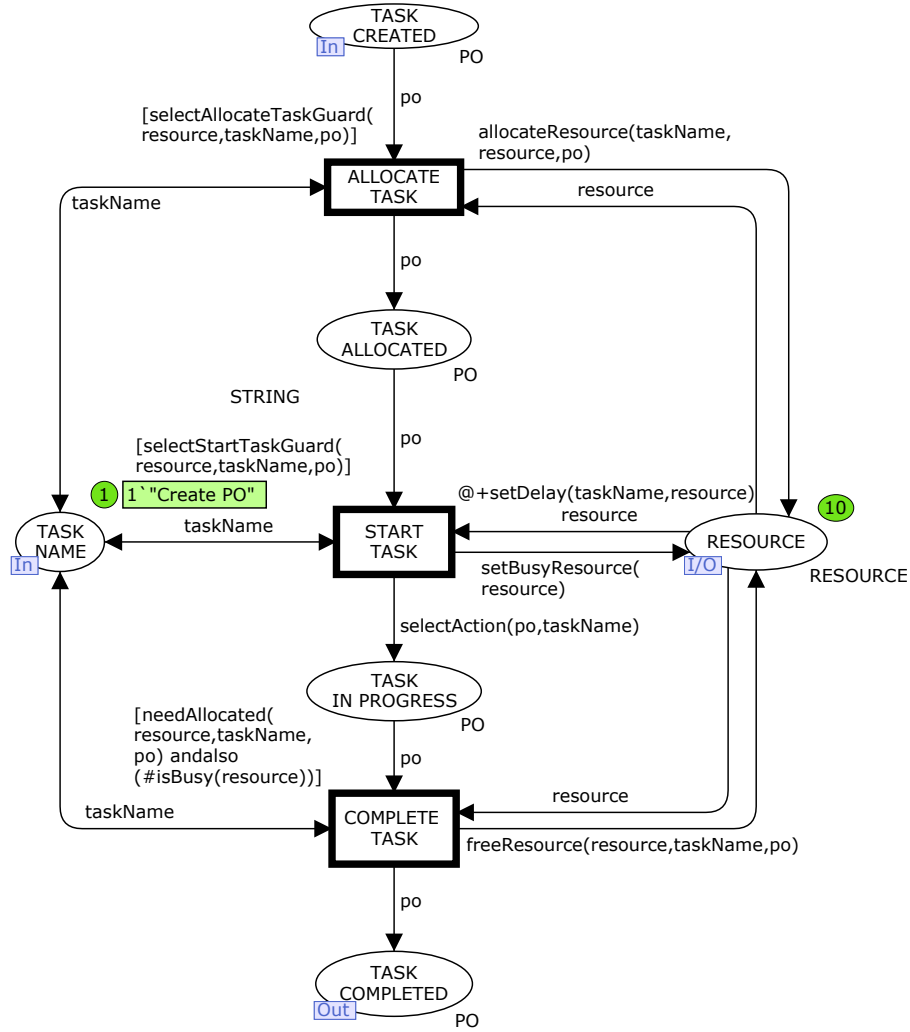 TASK
CREATED
In
PO
po
[selectAllocateTaskGuard(
resource,taskName,po)]
allocateResource(taskName,
resource,po)
ALLOCATE
TASK
resource
taskName
po
TASK
ALLOCATED
PO
STRING
po
[selectStartTaskGuard(
resource,taskName,po)]
1
1`"Create PO"
@+setDelay(taskName,resource)
resource
10
TASK
NAME
In
taskName
START
TASK
RESOURCE
I/O
RESOURCE
setBusyResource(
resource)
selectAction(po,taskName)
TASK
IN PROGRESS
PO
[needAllocated(
resource,taskName,
po) andalso
(#isBusy(resource))]
po
resource
taskName
COMPLETE
TASK
freeResource(resource,taskName,po)
po
TASK
COMPLETED
Out
PO